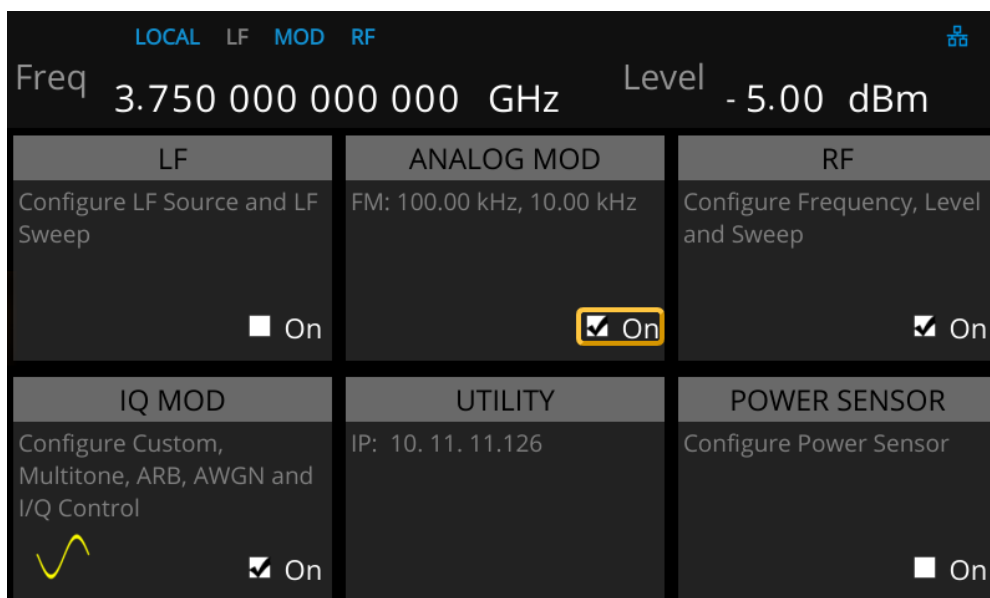 LOCAL LF MOD RF
Freq 3.750 000 000 000 GHz Level - 5.00 dBm
LF
Configure LF Source and LF
Sweep
On
ANALOG MOD
FM: 100.00 kHz, 10.00 kHz
On
RF
Configure Frequency, Level
and Sweep
On
IQ MOD
Configure Custom,
Multitone, ARB, AWGN and
I/Q Control
On
UTILITY
IP: 10. 11. 11.126
POWER SENSOR
Configure Power Sensor
On